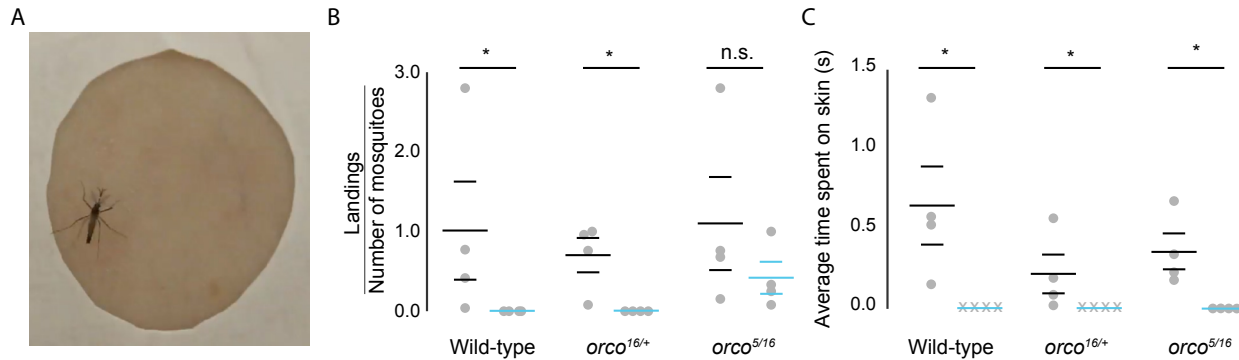 A
B
C
* * n.s.
* * *
Landings
Number of mosquitoes
3.0
2.0
1.0
0.0
Wild-type orco16/+ orco5/16
Average time spent on skin (s)
1.5
1.0
0.5
0.0
X X X X X X X X
Wild-type orco16/+ orco5/16